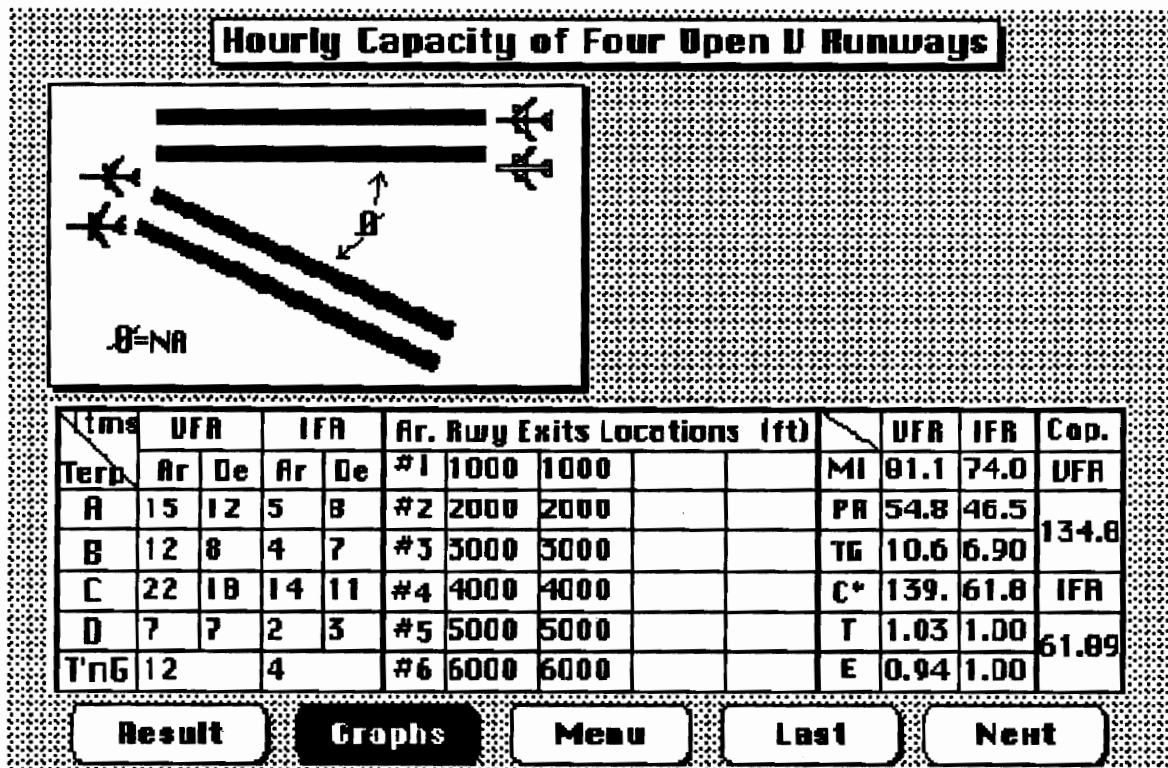 Hourly Capacity of Four Open V Runways
θ
θ=NA
Itms VFR IFR Ar. Rwy Exits Locations (ft) VFR IFR Cap.
Terp. Ar De Ar De #1 1000 1000 MI 81.1 74.0 VFR
A 15 12 5 8 #2 2000 2000 PA 54.8 46.5 134.8
B 12 8 4 7 #3 3000 3000 TG 10.6 6.90
C 22 18 14 11 #4 4000 4000 C* 139. 61.8 IFR
D 7 7 2 3 #5 5000 5000 T 1.03 1.00 61.89
T'nG 12 4 #6 6000 6000 E 0.94 1.00
Result Graphs Menu Last Next